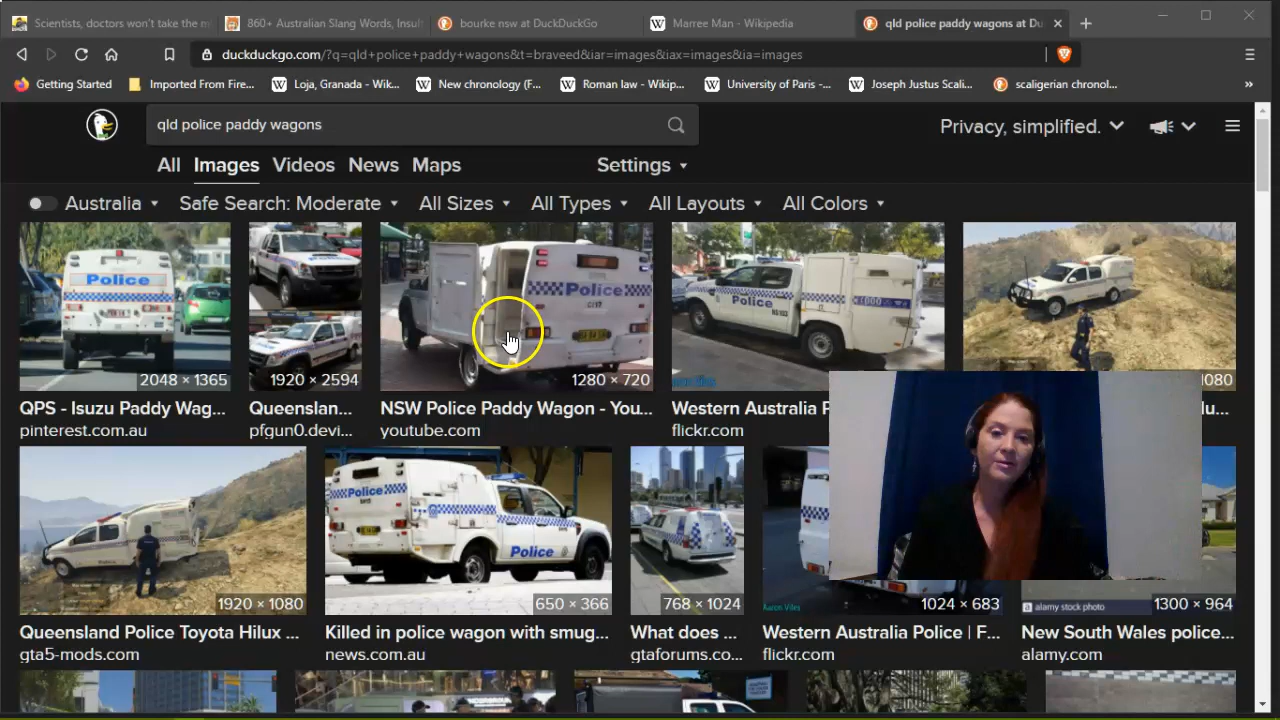 Scientists, doctors won't take the m
860+ Australian Slang Words, Insul
bourke nsw at DuckDuckGo
Marree Man - Wikipedia
qld police paddy wagons at Du
duckduckgo.com/?q=qld+police+paddy+wagons&t=braveed&iar=images&iax=images&ia=images
Getting Started
Imported From Fire...
Loja, Granada - Wik...
New chronology (F...
Roman law - Wikip...
University of Paris -...
Joseph Justus Scali...
scaligerian chronol...
qld police paddy wagons
Privacy, simplified.
All
Images
Videos
News
Maps
Settings
Australia
Safe Search: Moderate
All Sizes
All Types
All Layouts
All Colors
Police
Police
Police
2048 × 1365
1920 × 2594
1280 × 720
1080
QPS - Isuzu Paddy Wag...
Queenslan...
NSW Police Paddy Wagon - You...
Western Australia P
pinterest.com.au
pfgun0.devi...
youtube.com
flickr.com
Police
Police
1920 × 1080
650 × 366
768 × 1024
Aaron Viles
1024 × 683
alamy stock photo
1300 × 964
Queensland Police Toyota Hilux ...
Killed in police wagon with smug...
What does ...
Western Australia Police | F...
New South Wales police...
gta5-mods.com
news.com.au
gtaforums.co...
flickr.com
alamy.com